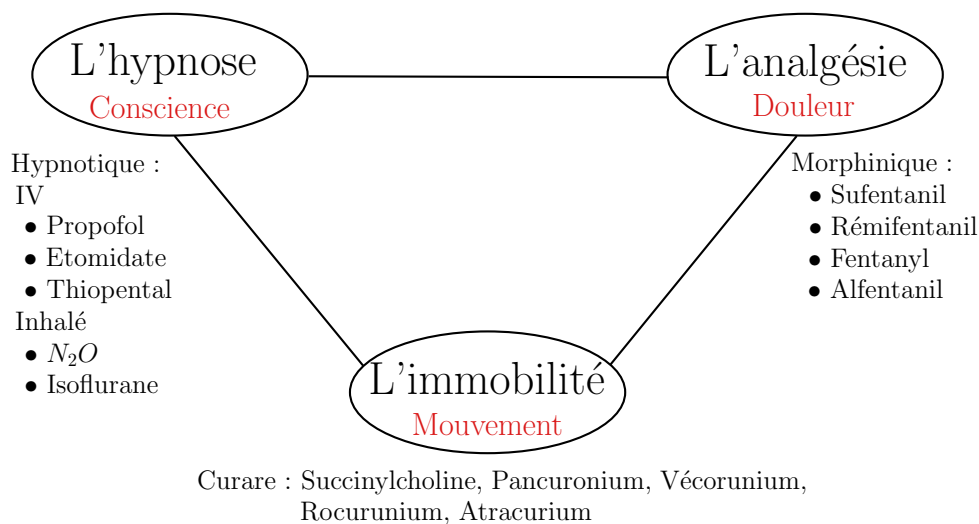 L'hypnose
Conscience
L'analgésie
Douleur
Hypnotique :
IV
• Propofol
• Etomidate
• Thiopental
Inhalé
• N₂O
• Isoflurane
Morphinique :
• Sufentanil
• Rémifentanil
• Fentanyl
• Alfentanil
L'immobilité
Mouvement
Curare : Succinylcholine, Pancuronium, Vécorunium,
Rocurunium, Atracurium